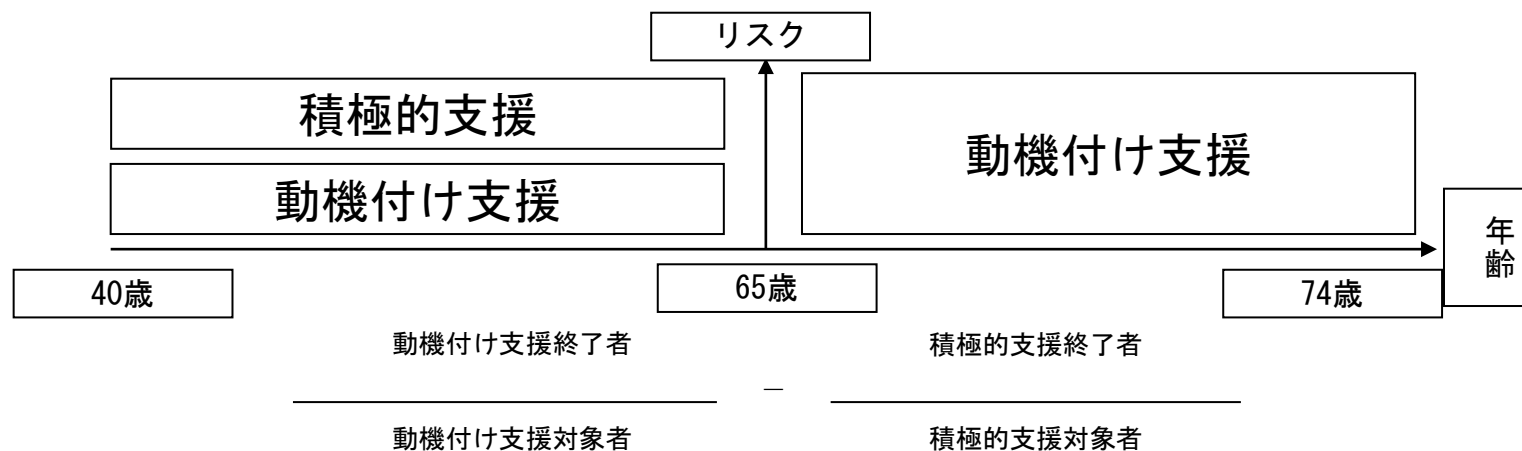 リスク
積極的支援
動機付け支援
動機付け支援
年齢
40歳
65歳
74歳
動機付け支援終了者
積極的支援終了者
－
動機付け支援対象者
積極的支援対象者